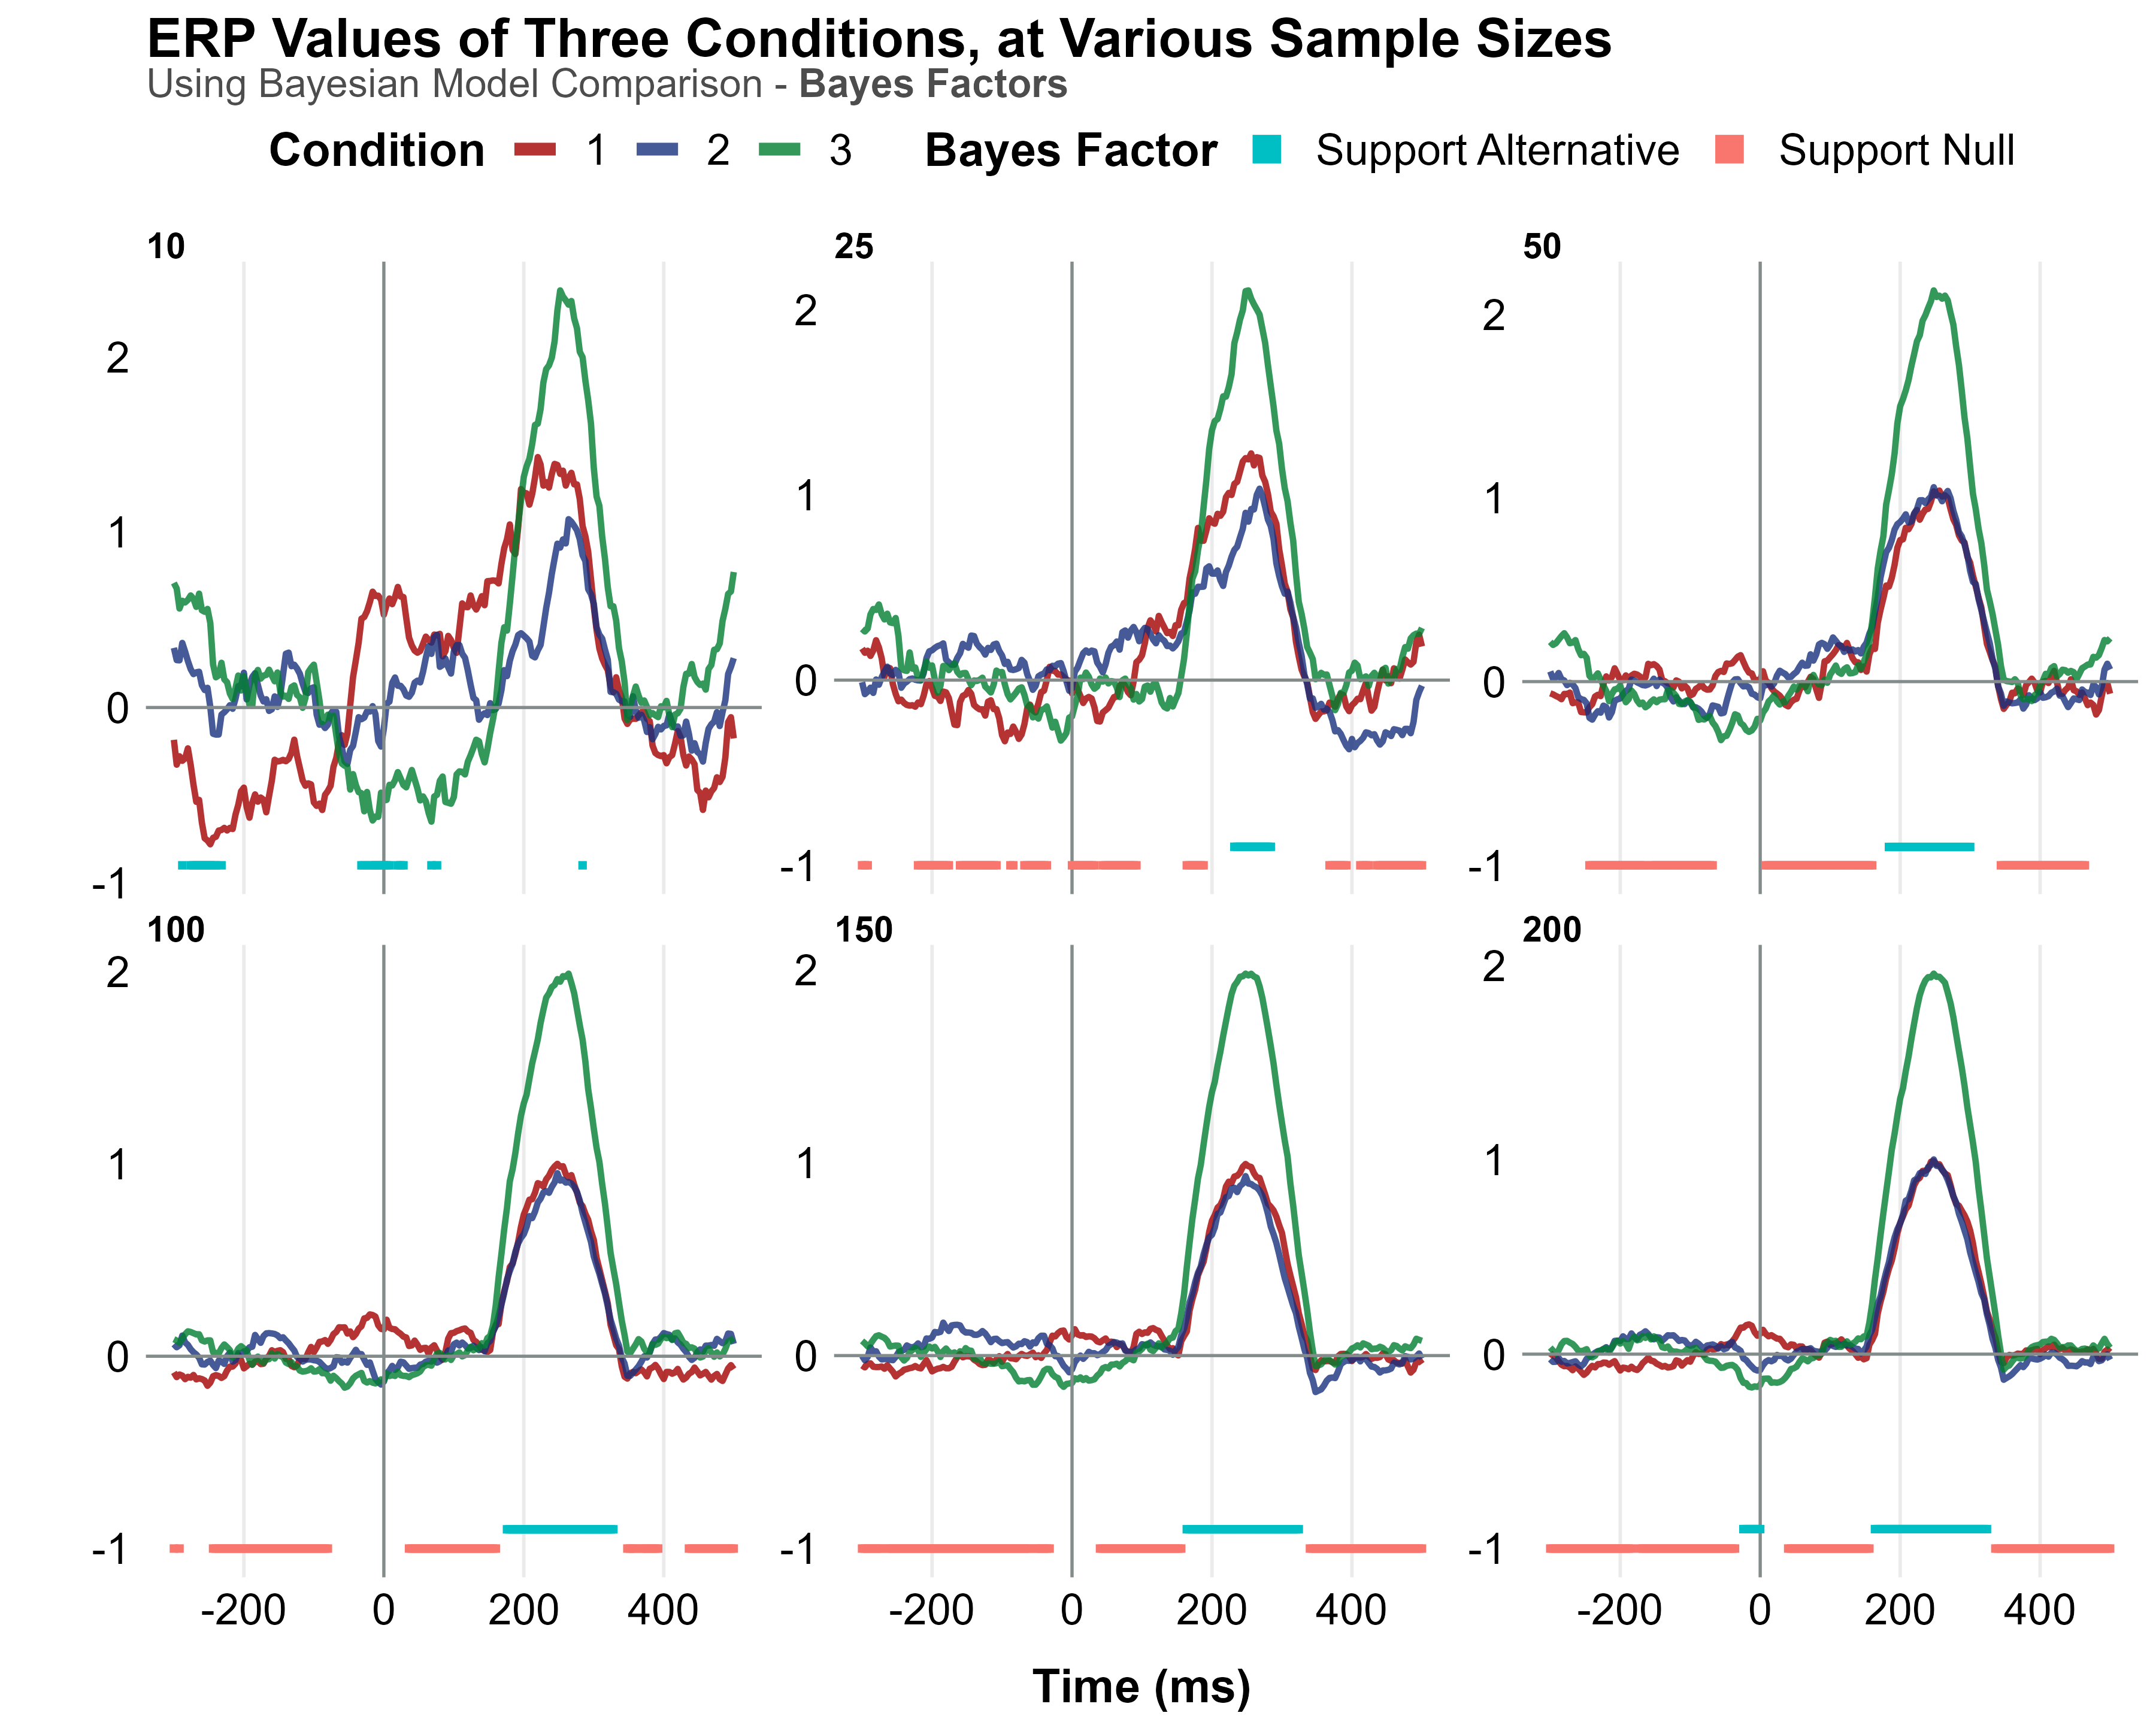 ERP Values of Three Conditions, at Various Sample Sizes
Using Bayesian Model Comparison - Bayes Factors
Condition 1 2 3 Bayes Factor Support Alternative Support Null
10 25 50
2 2 2
1 1 1
0 0 0
-1 -1 -1
100 150 200
2 2 2
1 1 1
0 0 0
-1 -1 -1
-200 0 200 400 -200 0 200 400 -200 0 200 400
Time (ms)